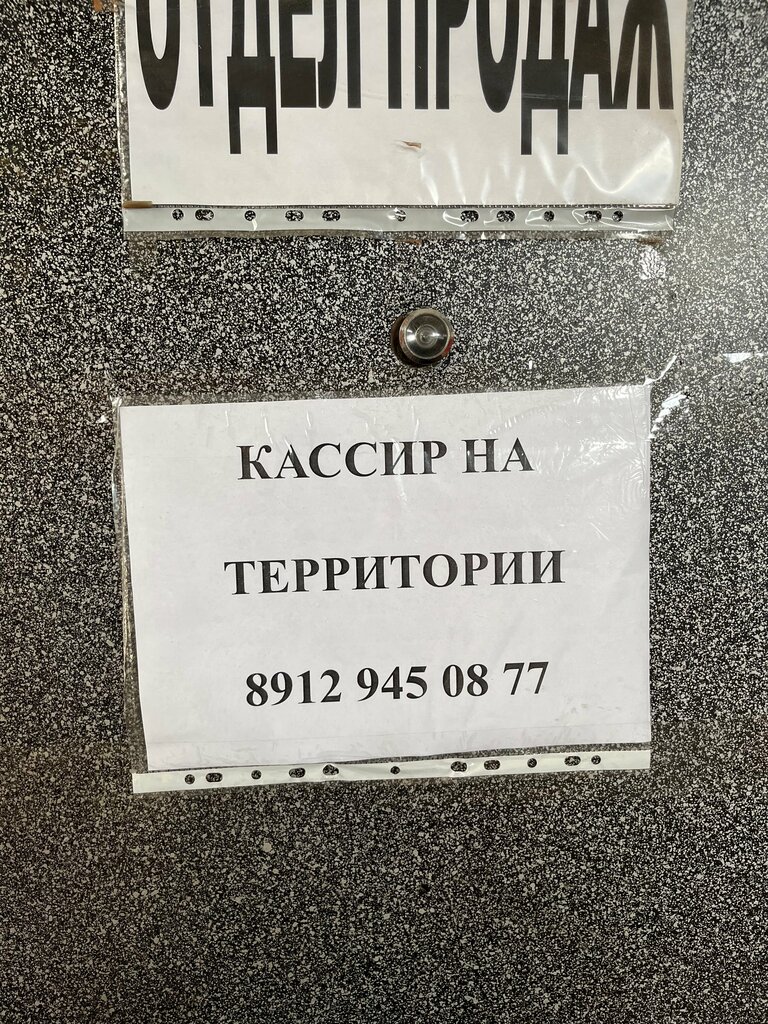 ОТДЕЛ ПРОДАЖ
КАССИР НА
ТЕРРИТОРИИ
8912 945 08 77